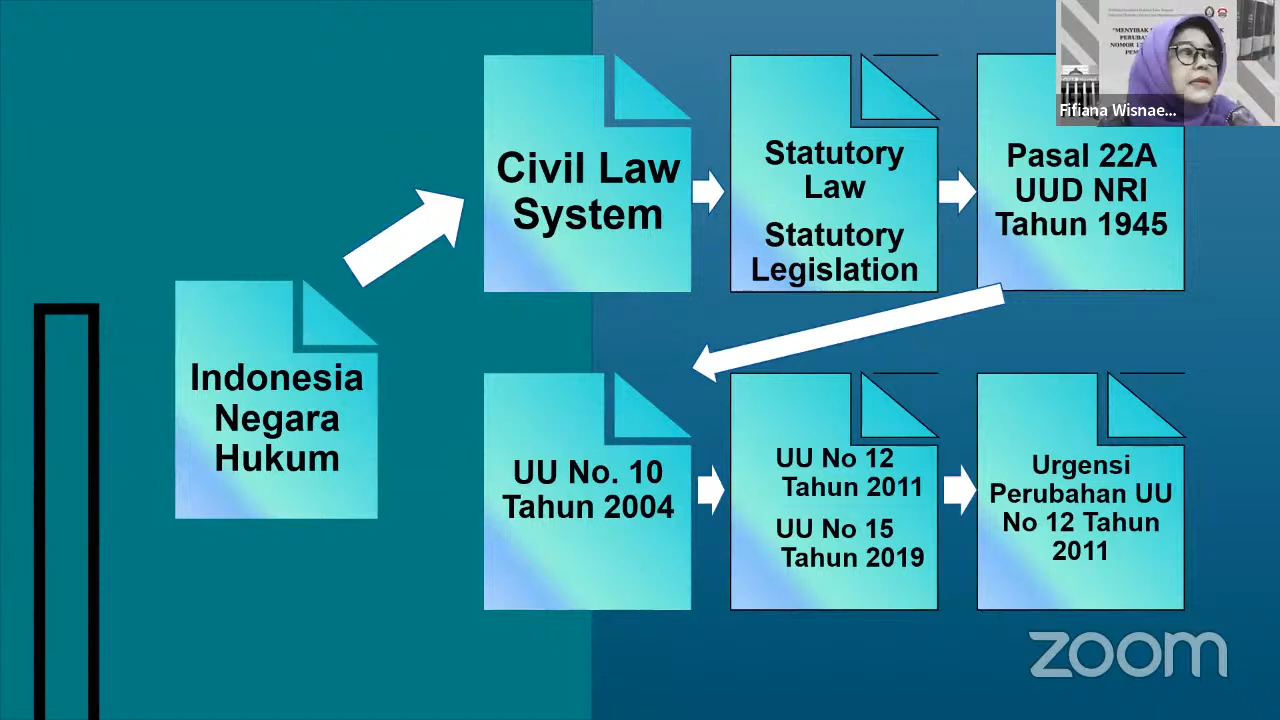 Indonesia
Negara
Hukum
Civil Law
System
Statutory
Law
Statutory
Legislation
Pasal 22A
UUD NRI
Tahun 1945
UU No. 10
Tahun 2004
UU No 12
Tahun 2011
UU No 15
Tahun 2019
Urgensi
Perubahan UU
No 12 Tahun
2011
Fifiana Wisnae...
zoom